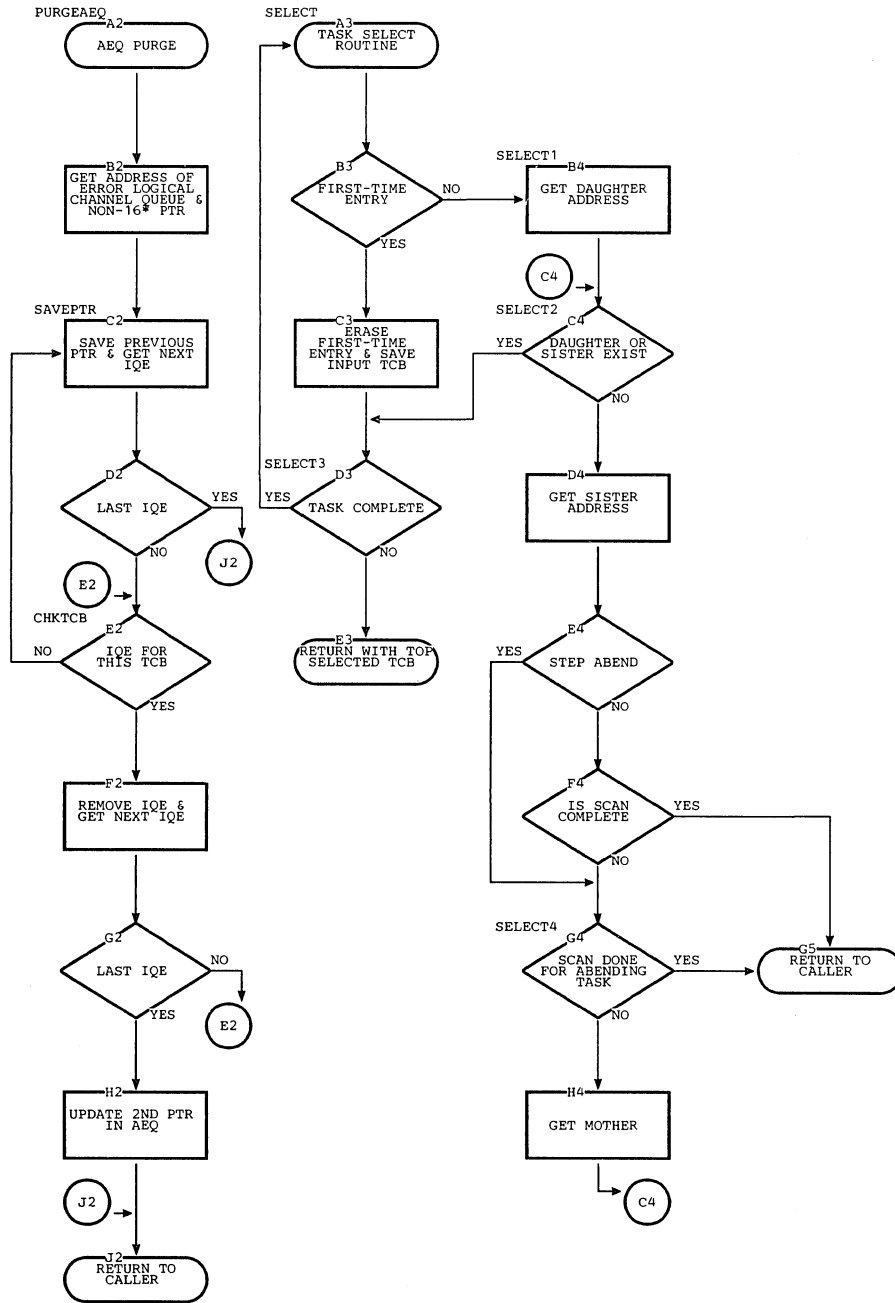 PURGEAEQ
A2
AEQ PURGE
B2
GET ADDRESS OF
ERROR LOGICAL
CHANNEL QUEUE &
NON-16* PTR
SAVEPTR
C2
SAVE PREVIOUS
PTR & GET NEXT
IQE
D2
LAST IQE
YES
J2
NO
E2
CHKTCB
E2
IQE FOR
THIS TCB
NO
YES
F2
REMOVE IQE &
GET NEXT IQE
G2
LAST IQE
NO
E2
YES
H2
UPDATE 2ND PTR
IN AEQ
J2
J2
RETURN TO
CALLER
SELECT
A3
TASK SELECT
ROUTINE
B3
FIRST-TIME
ENTRY
NO
YES
C3
ERASE
FIRST-TIME
ENTRY & SAVE
INPUT TCB
SELECT3
D3
TASK COMPLETE
YES
NO
E3
RETURN WITH TOP
SELECTED TCB
SELECT1
B4
GET DAUGHTER
ADDRESS
C4
SELECT2
C4
DAUGHTER OR
SISTER EXIST
YES
NO
D4
GET SISTER
ADDRESS
E4
STEP ABEND
YES
NO
F4
IS SCAN
COMPLETE
YES
NO
SELECT4
G4
SCAN DONE
FOR ABENDING
TASK
YES
NO
G5
RETURN TO
CALLER
H4
GET MOTHER
C4